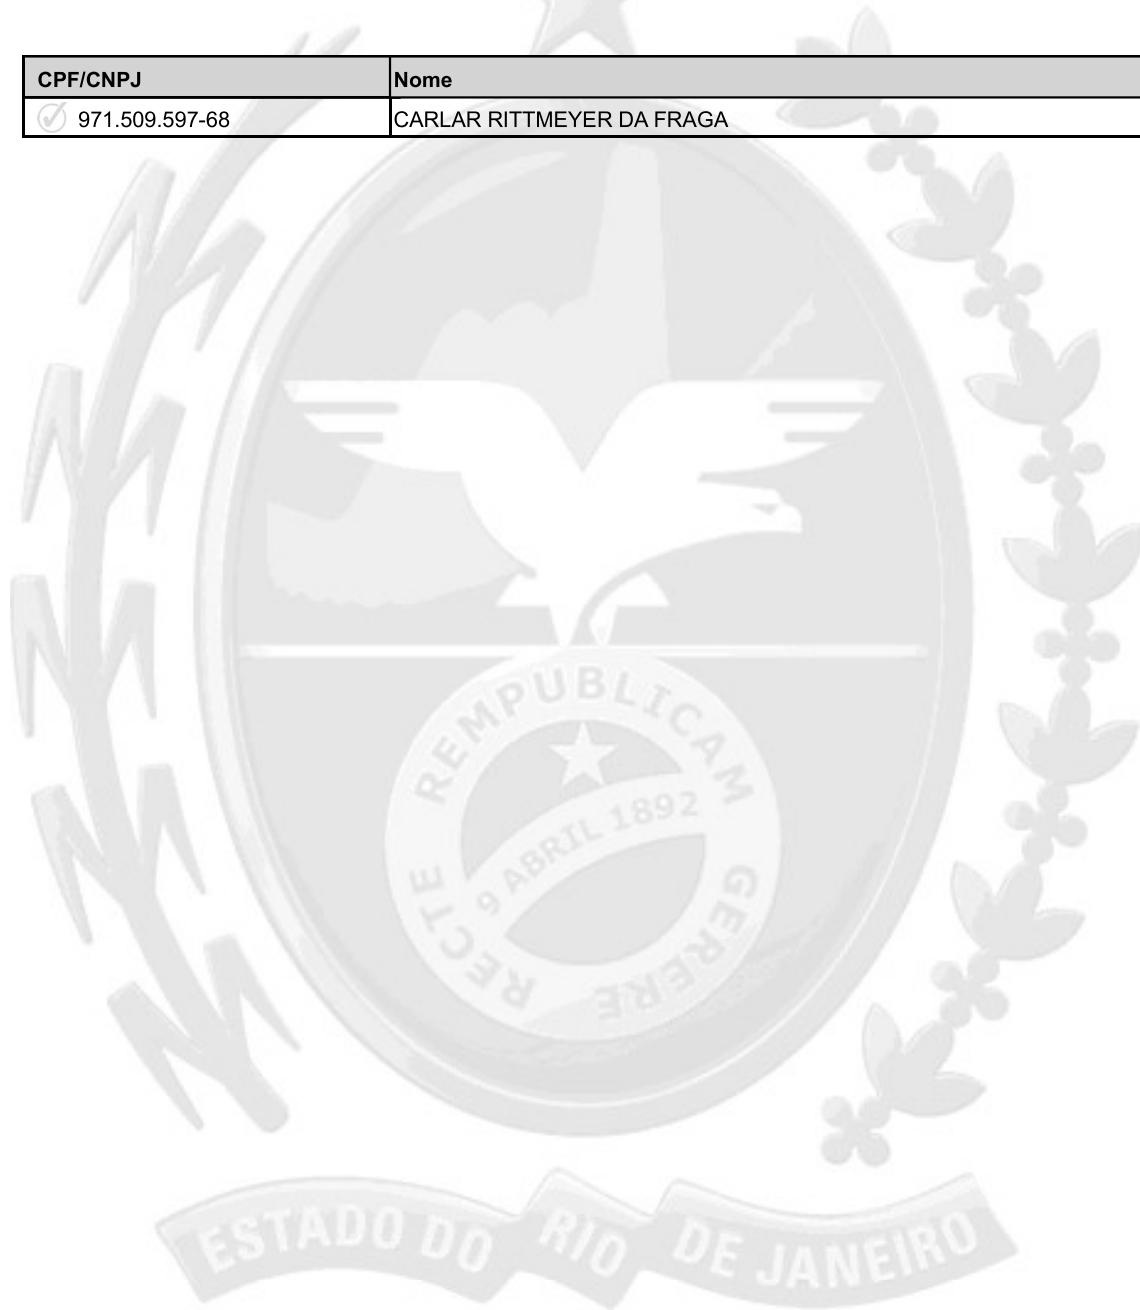 CPF/CNPJ Nome
971.509.597-68 CARLAR RITTMEYER DA FRAGA
RECTE REMPUBLICAM GERERE
9 ABRIL 1892
ESTADO DO RIO DE JANEIRO